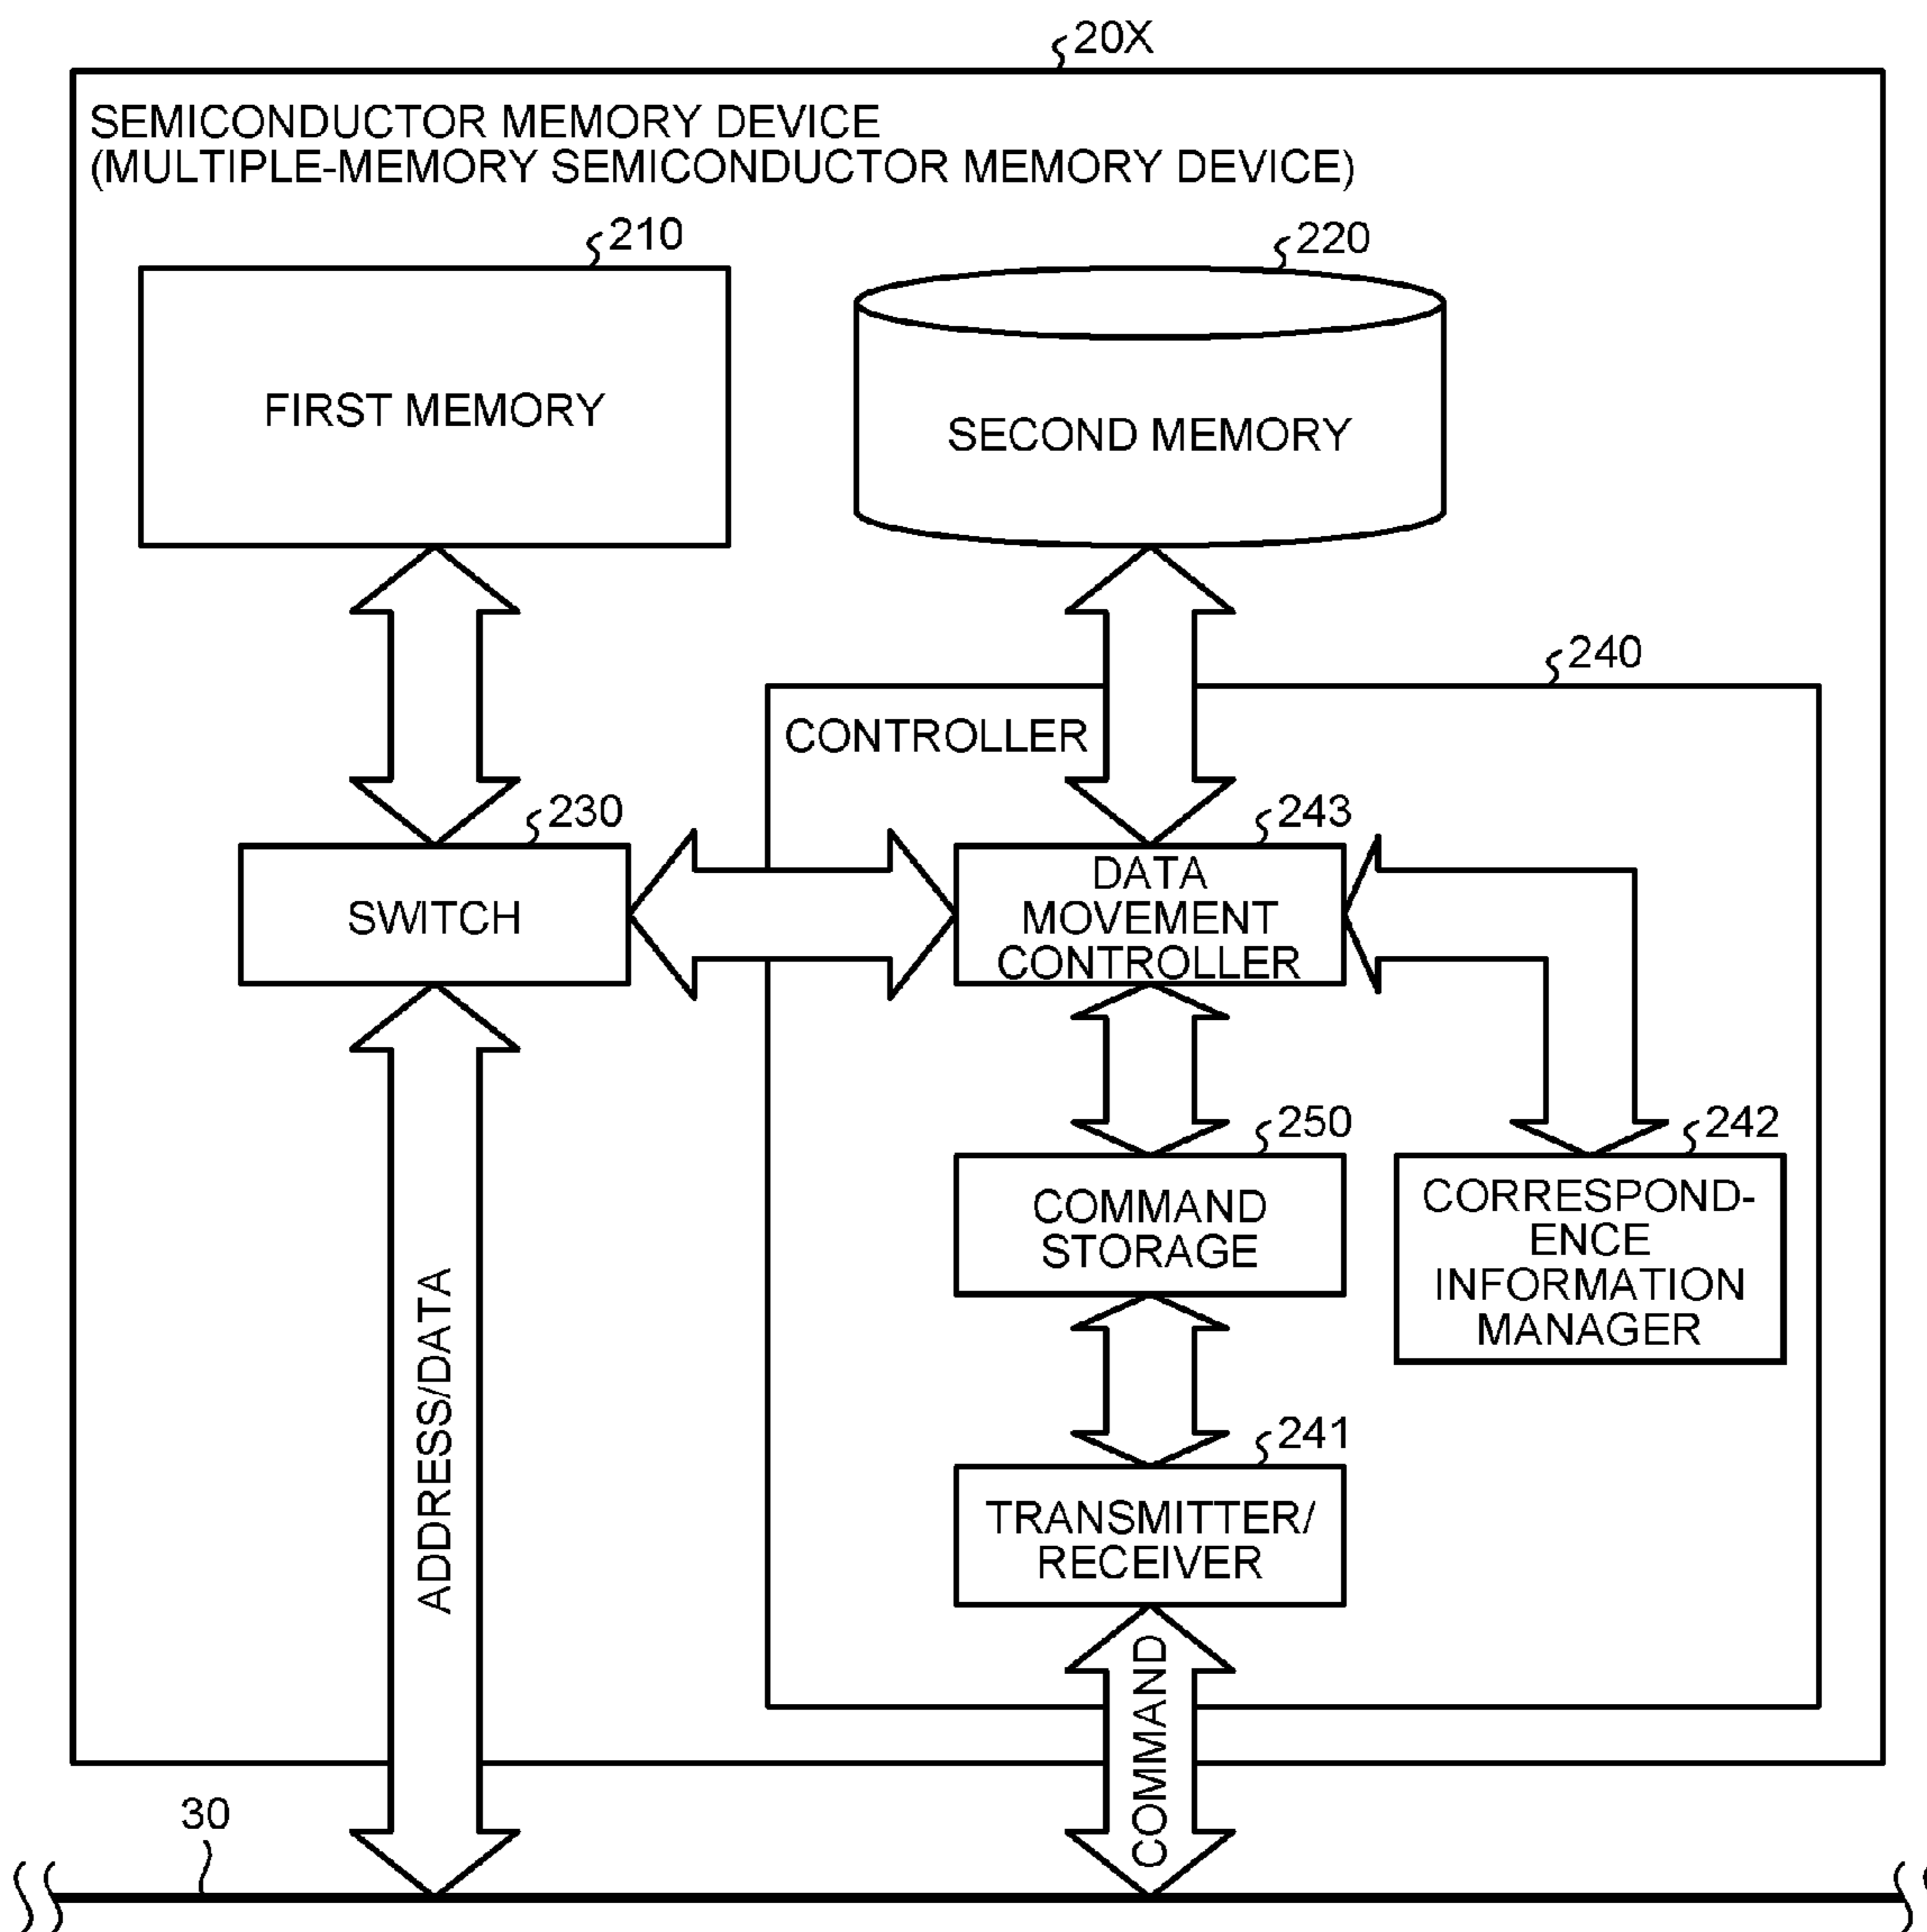 20X
SEMICONDUCTOR MEMORY DEVICE
(MULTIPLE-MEMORY SEMICONDUCTOR MEMORY DEVICE)
210
220
FIRST MEMORY
SECOND MEMORY
240
CONTROLLER
230
243
SWITCH
DATA
MOVEMENT
CONTROLLER
250
242
COMMAND
STORAGE
CORRESPOND-
ENCE
INFORMATION
MANAGER
ADDRESS/DATA
241
TRANSMITTER/
RECEIVER
COMMAND
30